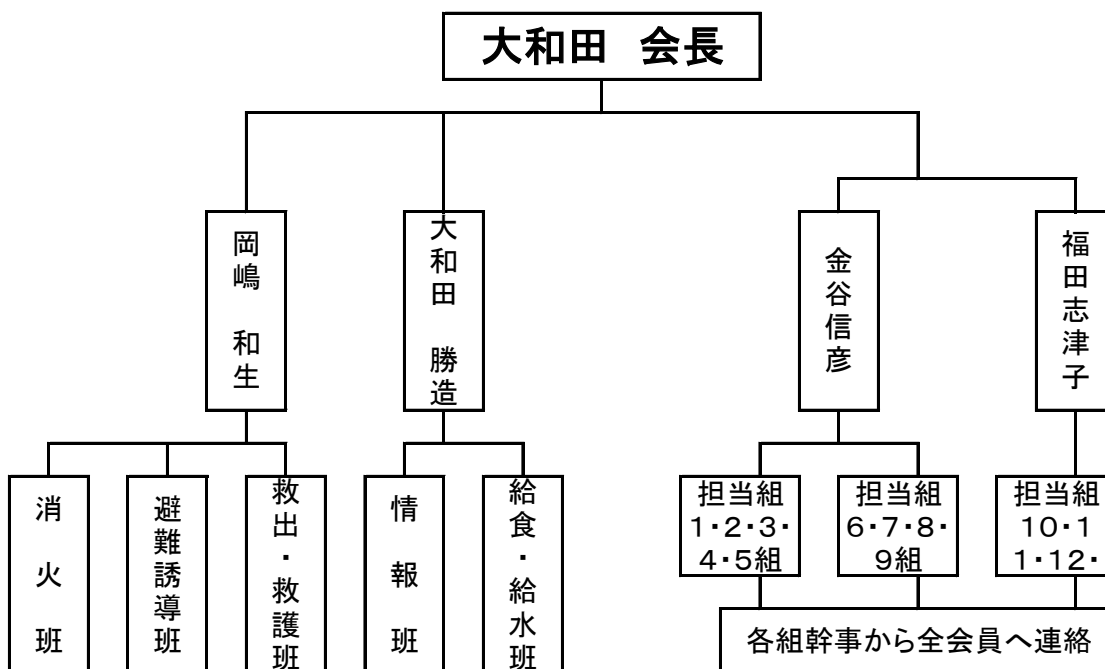 大和田　会長
岡嶋　和生
大和田　勝造
金谷信彦
福田志津子
消火班
避難誘導班
救出・救護班
情報班
給食・給水班
担当組
1・2・3・
4・5組
担当組
6・7・8・
9組
担当組
10・1
1・12・
各組幹事から全会員へ連絡